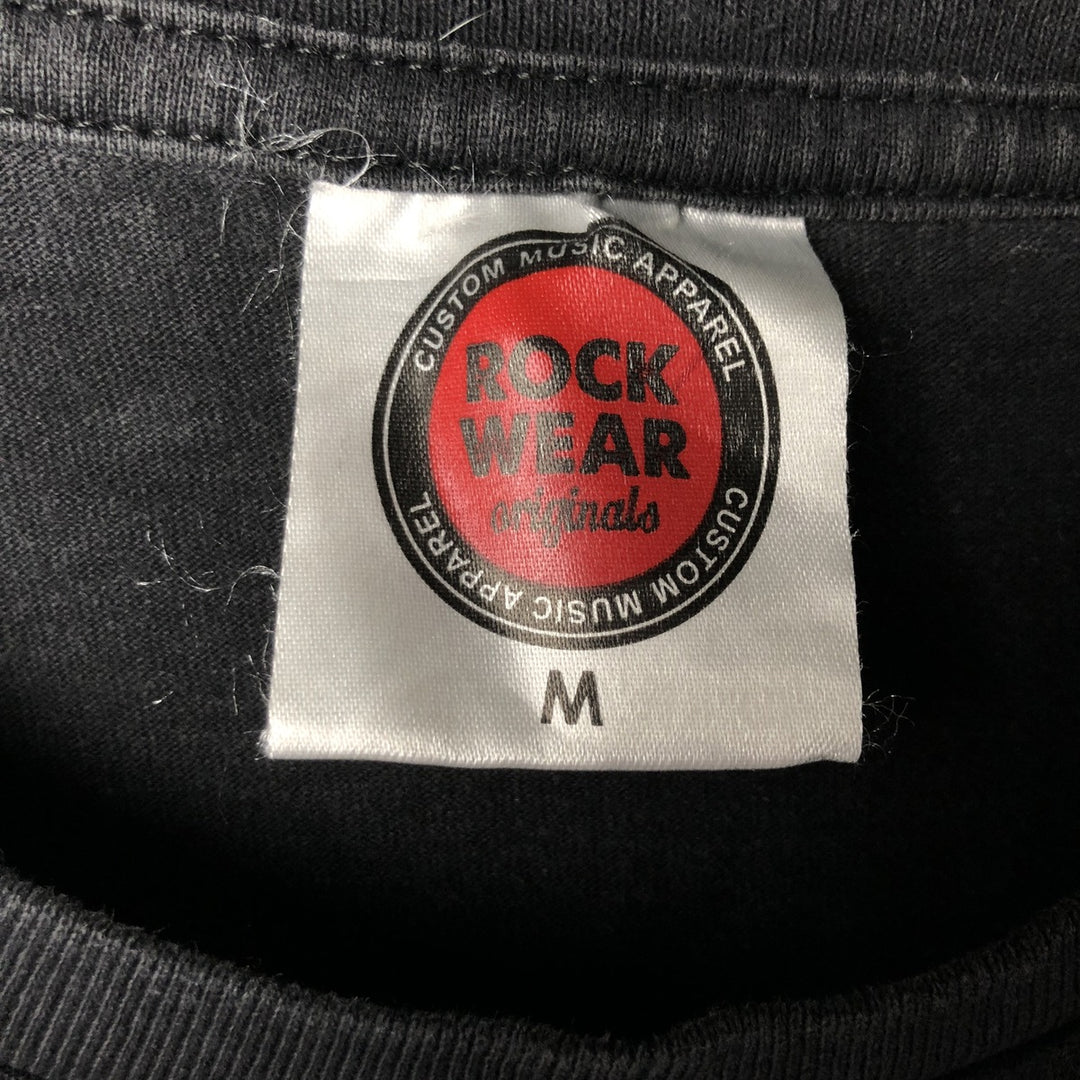 CUSTOM MUSIC APPAREL
ROCK
WEAR
originals
CUSTOM MUSIC APPAREL
M